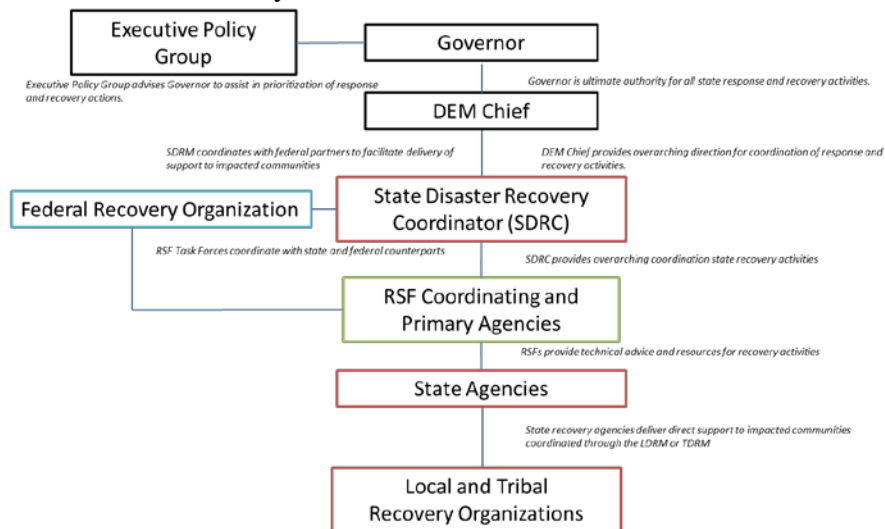 Executive Policy
Group
Governor
Executive Policy Group advises Governor to assist in prioritization of response
and recovery actions.
Governor is ultimate authority for all state response and recovery activities.
DEM Chief
SDRM coordinates with federal partners to facilitate delivery of
support to impacted communities
DEM Chief provides overarching direction for coordination of response and
recovery activities.
Federal Recovery Organization
State Disaster Recovery
Coordinator (SDRC)
RSF Task Forces coordinate with state and federal counterparts
SDRC provides overarching coordination state recovery activities
RSF Coordinating and
Primary Agencies
RSFs provide technical advice and resources for recovery activities
State Agencies
State recovery agencies deliver direct support to impacted communities
coordinated through the LDRM or TDRM
Local and Tribal
Recovery Organizations